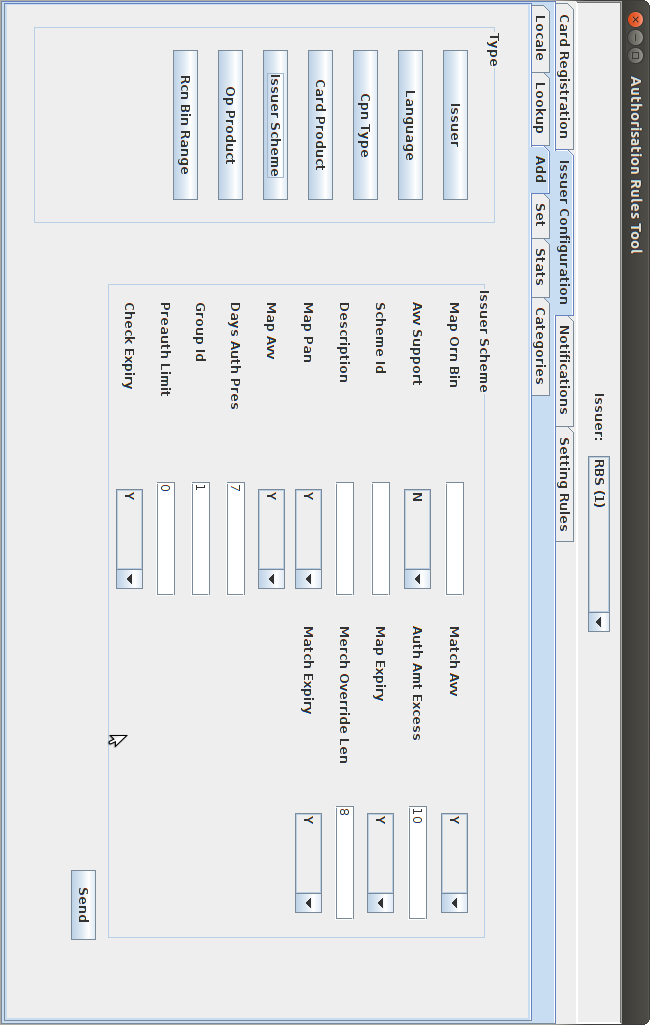 Authorisation Rules Tool
Issuer: RBS (1)
Card Registration Issuer Configuration Notifications Setting Rules
Locale Lookup Add Set Stats Categories
Type
Issuer
Language
Cpn Type
Card Product
Issuer Scheme
Op Product
Rcn Bin Range
Issuer Scheme
Map Orn Bin Match Avv Y
Avv Support N Auth Amt Excess 10
Scheme Id Map Expiry Y
Description Merch Override Len 8
Map Pan Y Match Expiry Y
Map Avv Y
Days Auth Pres 7
Group Id 1
Preauth Limit 0
Check Expiry Y
Send